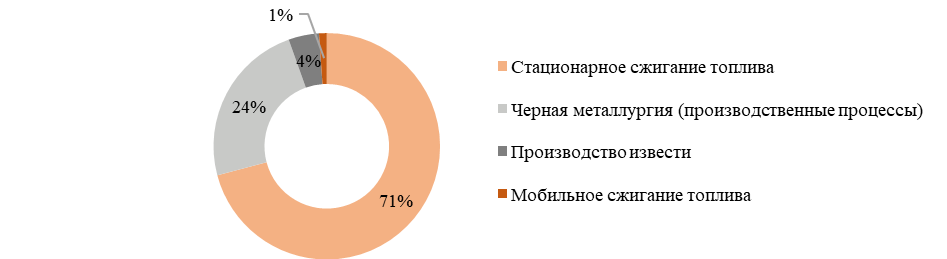 1%
4%
24%
71%
Стационарное сжигание топлива
Черная металлургия (производственные процессы)
Производство извести
Мобильное сжигание топлива